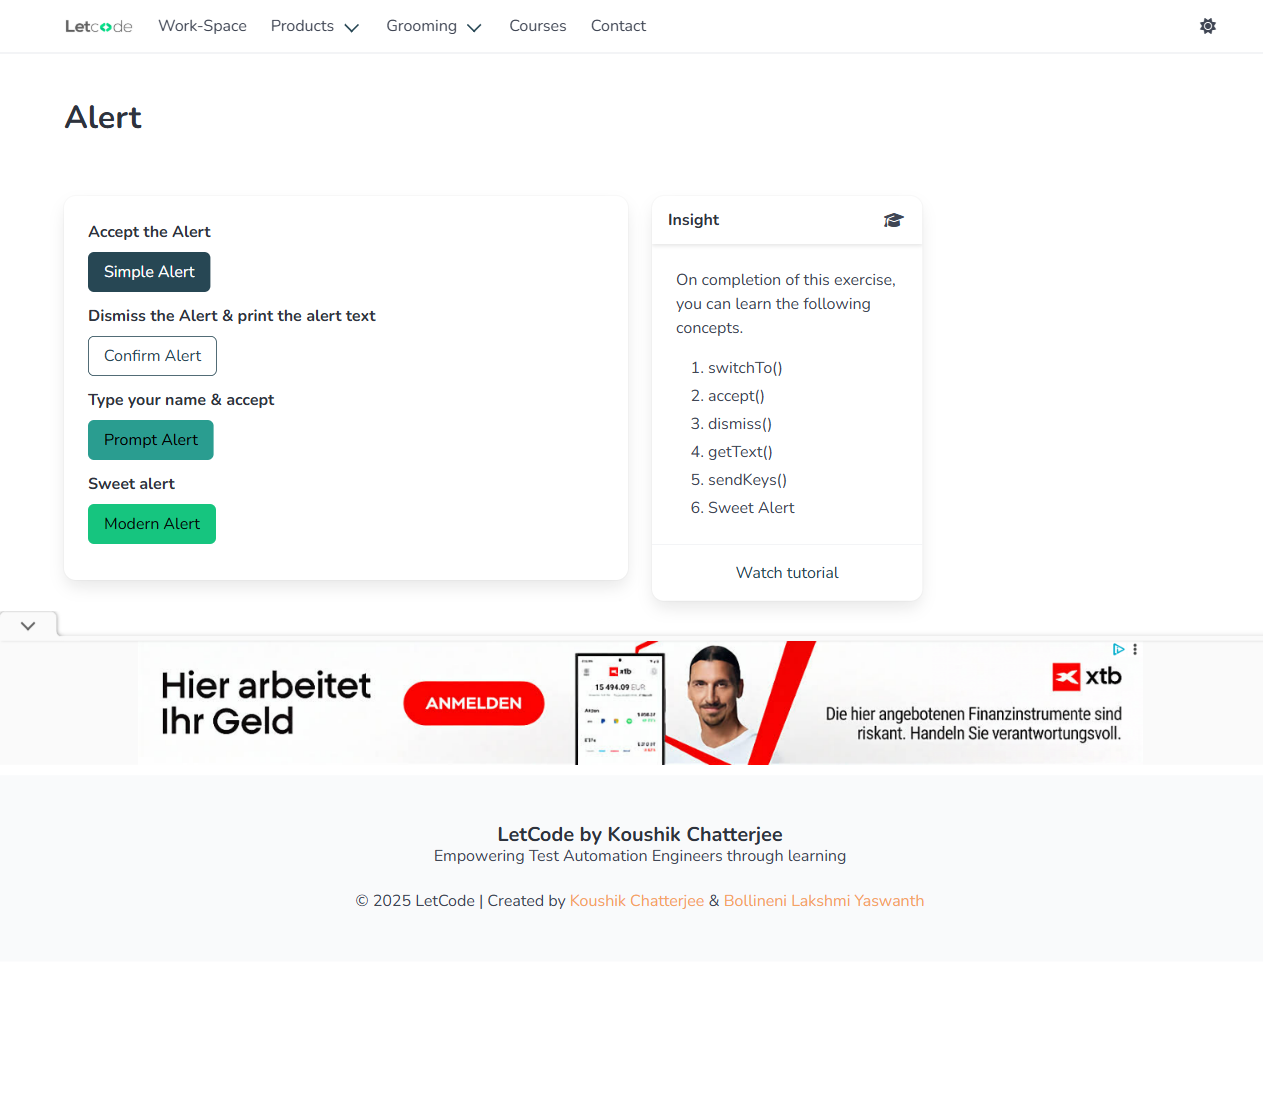 Letcode Work-Space Products Grooming Courses Contact
Alert
Accept the Alert
Simple Alert
Dismiss the Alert & print the alert text
Confirm Alert
Type your name & accept
Prompt Alert
Sweet alert
Modern Alert
Insight
On completion of this exercise,
you can learn the following
concepts.
1. switchTo()
2. accept()
3. dismiss()
4. getText()
5. sendKeys()
6. Sweet Alert
Watch tutorial
Hier arbeitet
Ihr Geld
ANMELDEN
xtb
15 494.09 EUR
Aktien
ETFs
xtb
Die hier angebotenen Finanzinstrumente sind
riskant. Handeln Sie verantwortungsvoll.
LetCode by Koushik Chatterjee
Empowering Test Automation Engineers through learning
© 2025 LetCode | Created by Koushik Chatterjee & Bollineni Lakshmi Yaswanth